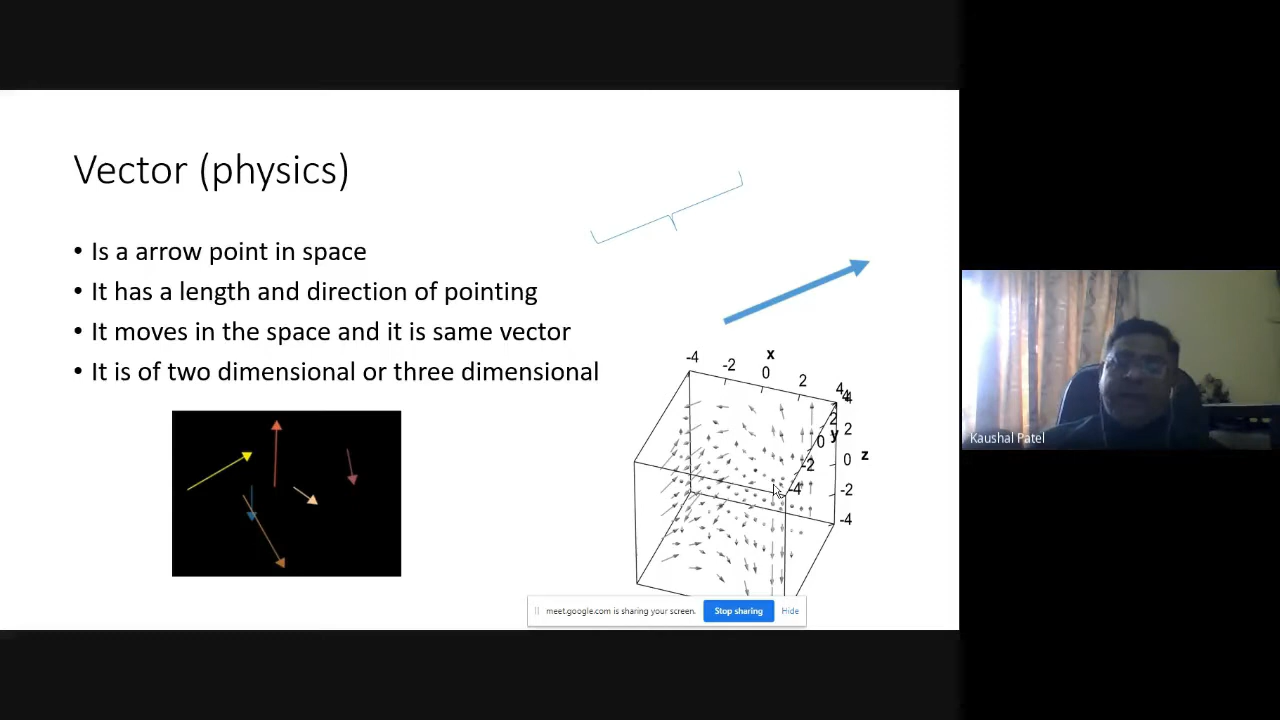 Vector (physics)
• Is a arrow point in space
• It has a length and direction of pointing
• It moves in the space and it is same vector
• It is of two dimensional or three dimensional
x
-4 -2 0 2 4
4 2 0 -2 -4
y
4 2 0 -2 -4
z
Kaushal Patel
meet.google.com is sharing your screen.
Stop sharing
Hide